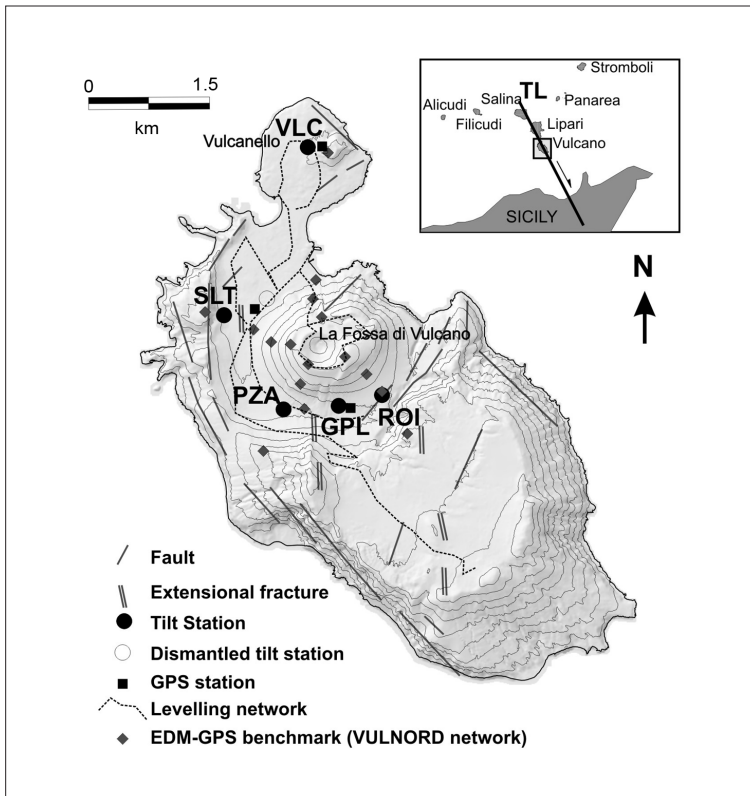 0 1.5
km
VLC
Vulcanello
Stromboli
TL
Alicudi
Salina
Panarea
Filicudi
Lipari
Vulcano
SICILY
N
SLT
La Fossa di Vulcano
PZA
GPL
ROI
Fault
Extensional fracture
Tilt Station
Dismantled tilt station
GPS station
Levelling network
EDM-GPS benchmark (VULNORD network)